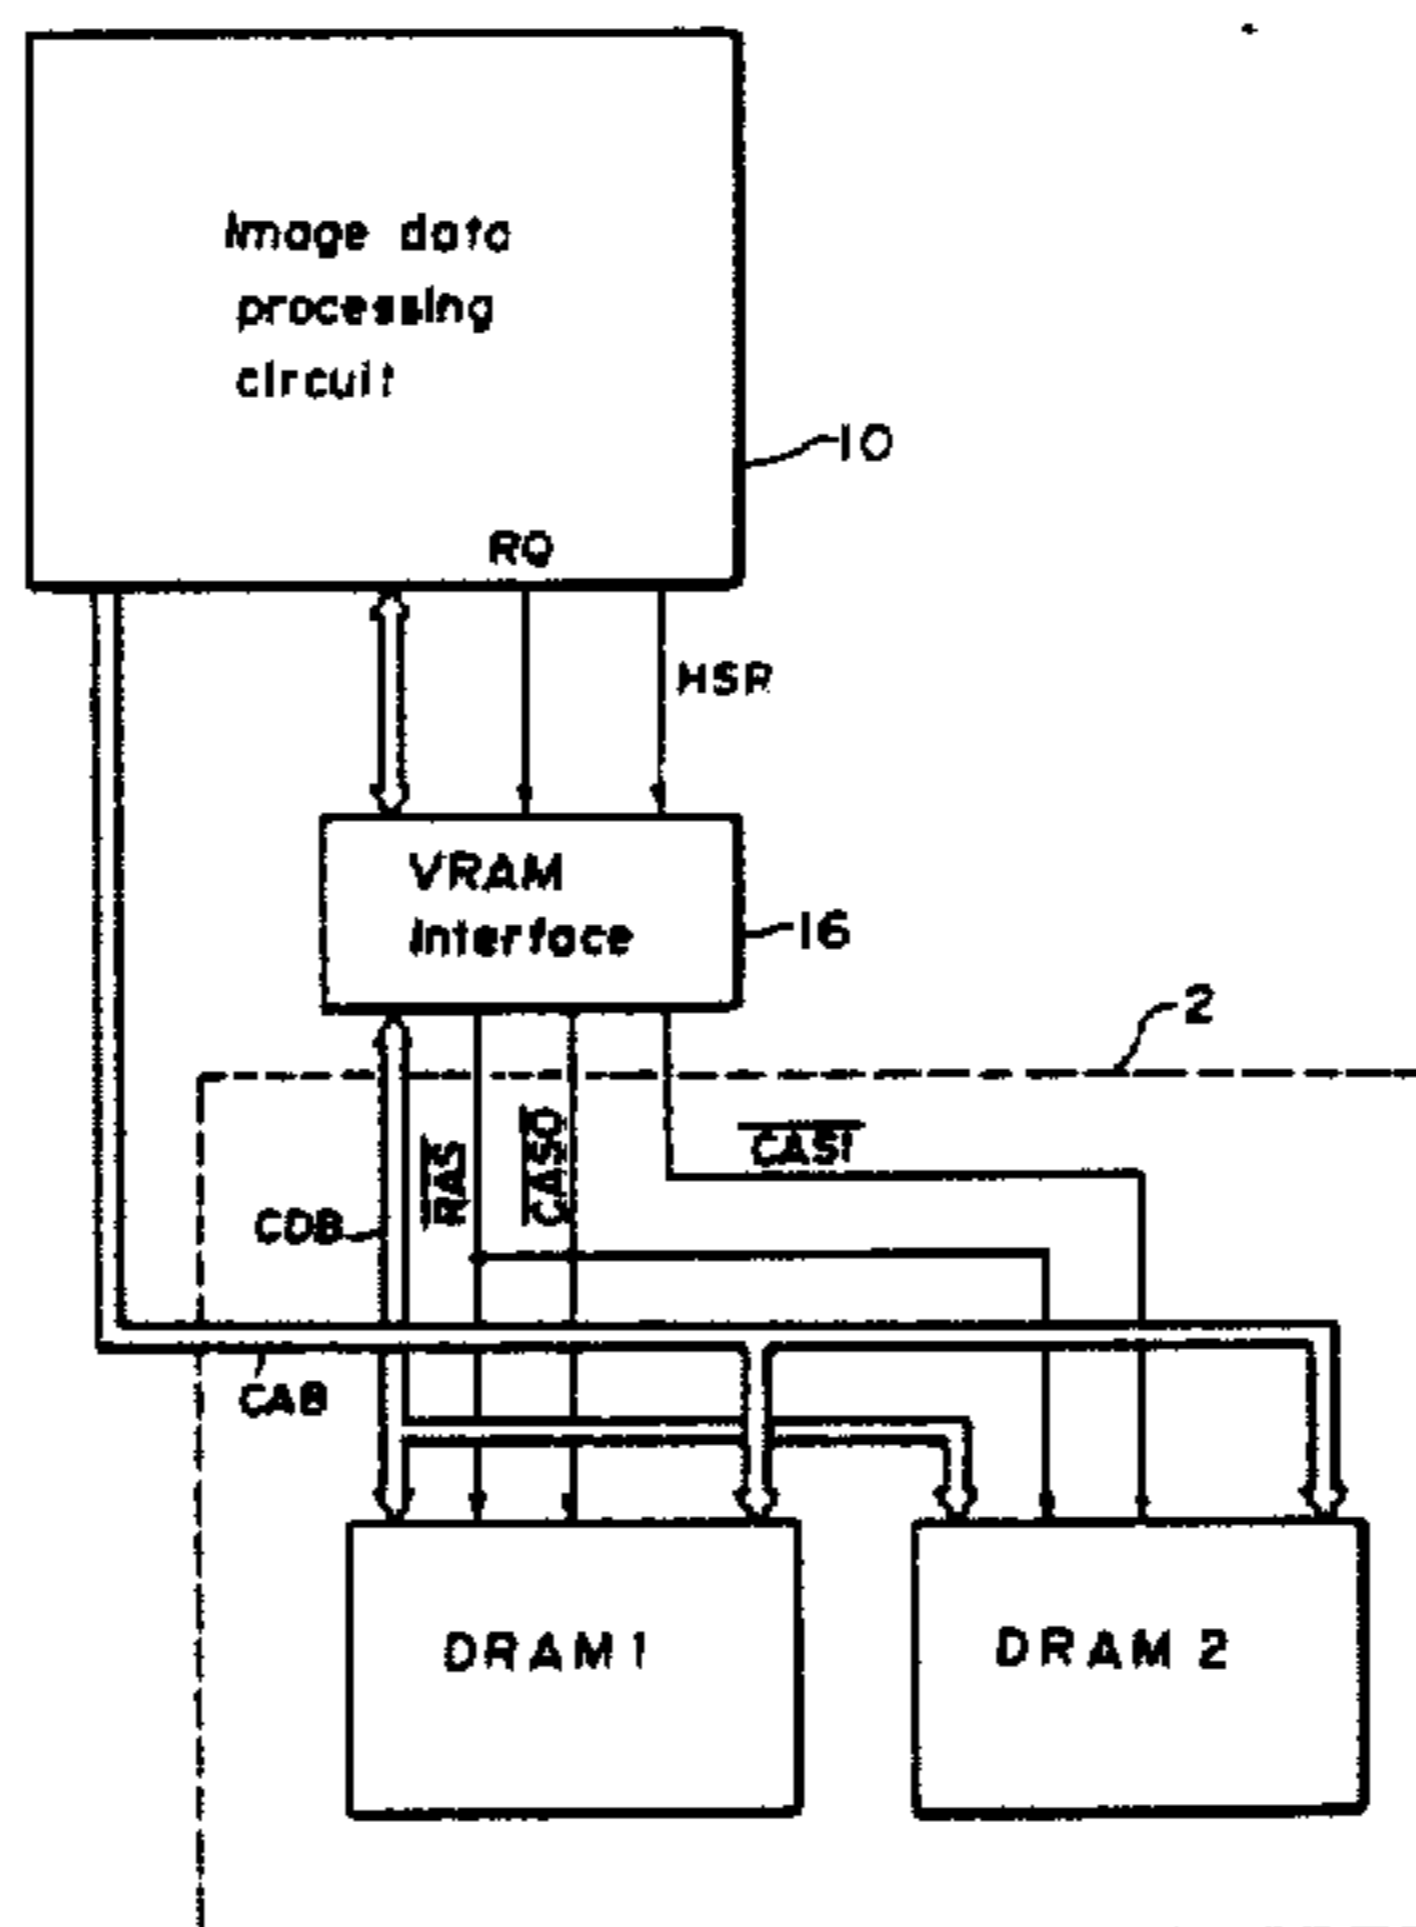 Image data
processing
circuit
10
RQ
HSR
VRAM
Interface
16
2
RAS
CAS0
CAS1
CDB
CAB
DRAM 1
DRAM 2